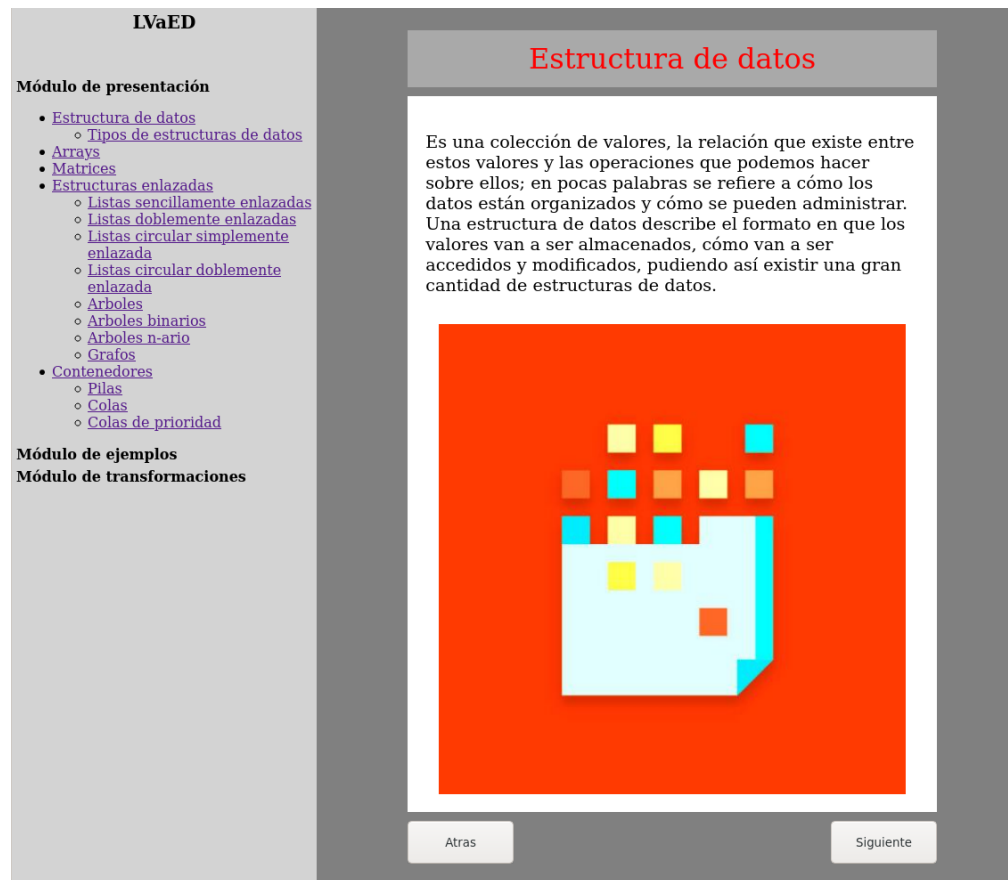 LVaED
Módulo de presentación
Estructura de datos
Tipos de estructuras de datos
Arrays
Matrices
Estructuras enlazadas
Listas sencillamente enlazadas
Listas doblemente enlazadas
Listas circular simplemente
enlazada
Listas circular doblemente
enlazada
Arboles
Arboles binarios
Arboles n-ario
Grafos
Contenedores
Pilas
Colas
Colas de prioridad
Módulo de ejemplos
Módulo de transformaciones
Estructura de datos
Es una colección de valores, la relación que existe entre
estos valores y las operaciones que podemos hacer
sobre ellos; en pocas palabras se refiere a cómo los
datos están organizados y cómo se pueden administrar.
Una estructura de datos describe el formato en que los
valores van a ser almacenados, cómo van a ser
accedidos y modificados, pudiendo así existir una gran
cantidad de estructuras de datos.
Atras
Siguiente